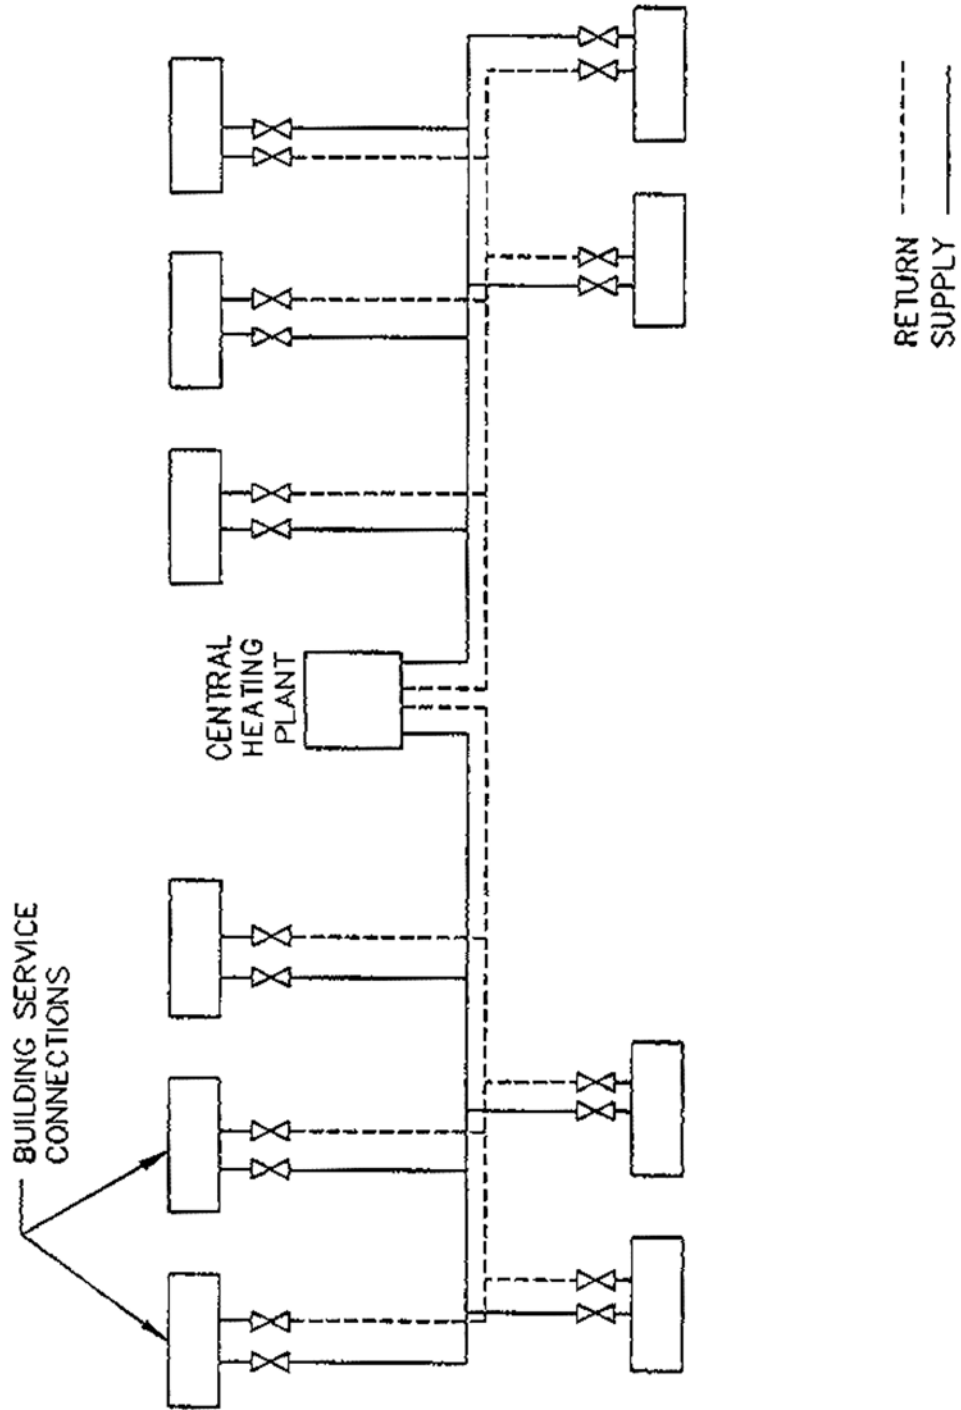 BUILDING SERVICE
CONNECTIONS
CENTRAL
HEATING
PLANT
RETURN
SUPPLY